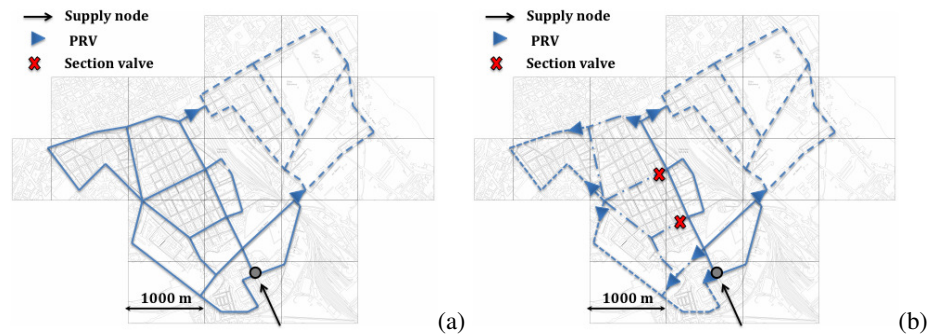 Supply node
PRV
Section valve
1000 m
(a)
Supply node
PRV
Section valve
1000 m
(b)